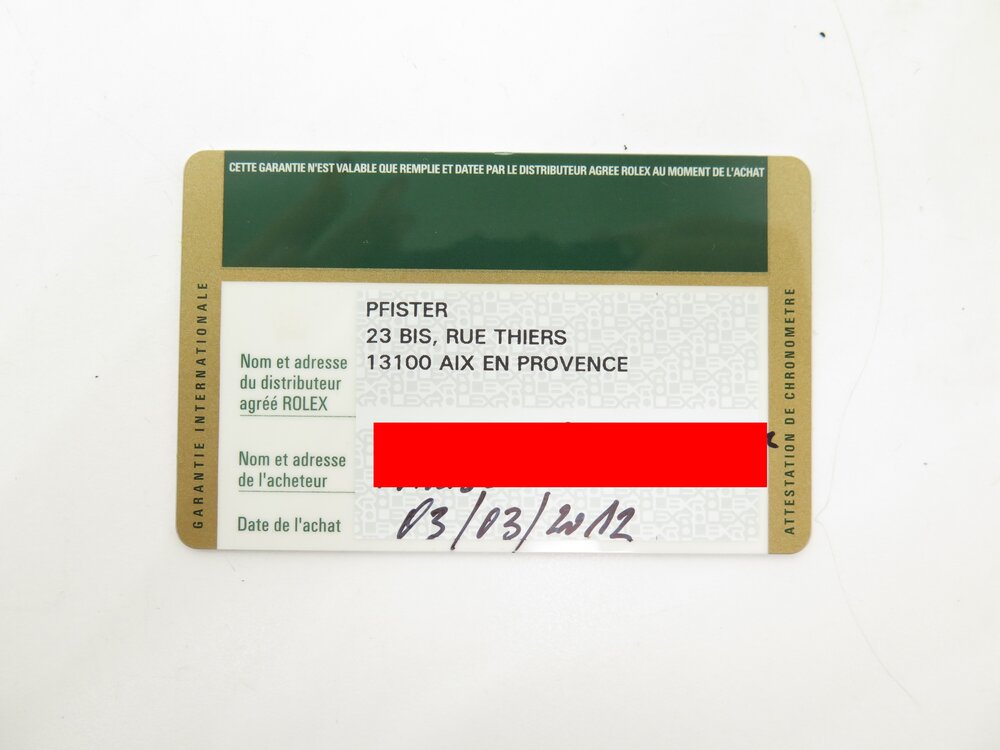 CETTE GARANTIE N'EST VALABLE QUE REMPLIE ET DATEE PAR LE DISTRIBUTEUR AGREE ROLEX AU MOMENT DE L'ACHAT
GARANTIE INTERNATIONALE
PFISTER
23 BIS, RUE THIERS
13100 AIX EN PROVENCE
Nom et adresse
du distributeur
agréé ROLEX
Nom et adresse
de l'acheteur
Date de l'achat
03/03/2012
ATTESTATION DE CHRONOMETRE